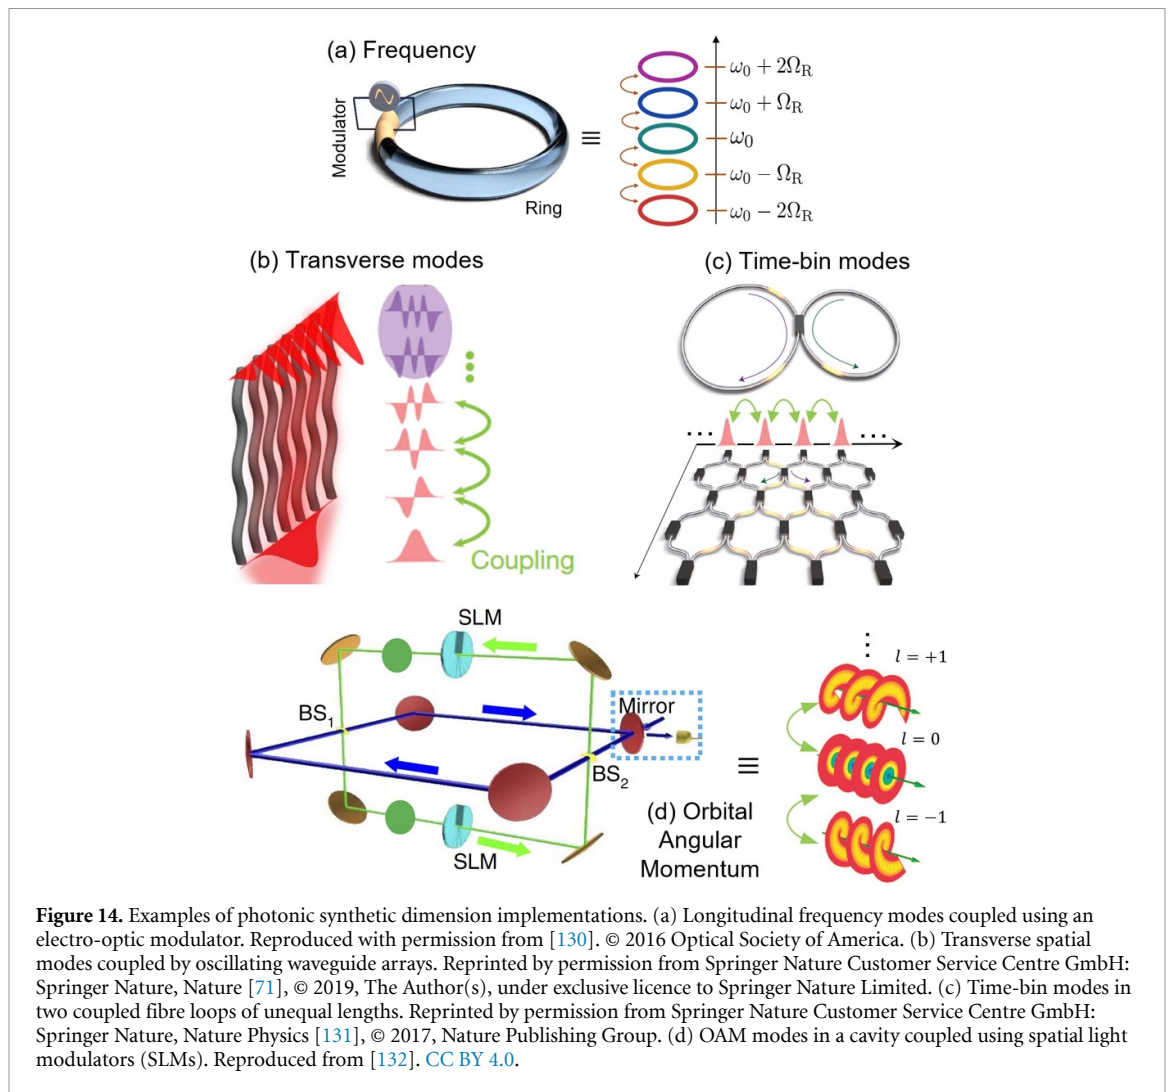 (a) Frequency
Modulator
Ring
≡
ω₀ + 2Ω_R
ω₀ + Ω_R
ω₀
ω₀ − Ω_R
ω₀ − 2Ω_R
(b) Transverse modes
Coupling
(c) Time-bin modes
...
...
SLM
BS₁
Mirror
BS₂
SLM
(d) Orbital
Angular
Momentum
≡
⋮
l = +1
l = 0
l = −1
Figure 14. Examples of photonic synthetic dimension implementations. (a) Longitudinal frequency modes coupled using an
electro-optic modulator. Reproduced with permission from [130]. © 2016 Optical Society of America. (b) Transverse spatial
modes coupled by oscillating waveguide arrays. Reprinted by permission from Springer Nature Customer Service Centre GmbH:
Springer Nature, Nature [71], © 2019, The Author(s), under exclusive licence to Springer Nature Limited. (c) Time-bin modes in
two coupled fibre loops of unequal lengths. Reprinted by permission from Springer Nature Customer Service Centre GmbH:
Springer Nature, Nature Physics [131], © 2017, Nature Publishing Group. (d) OAM modes in a cavity coupled using spatial light
modulators (SLMs). Reproduced from [132]. CC BY 4.0.